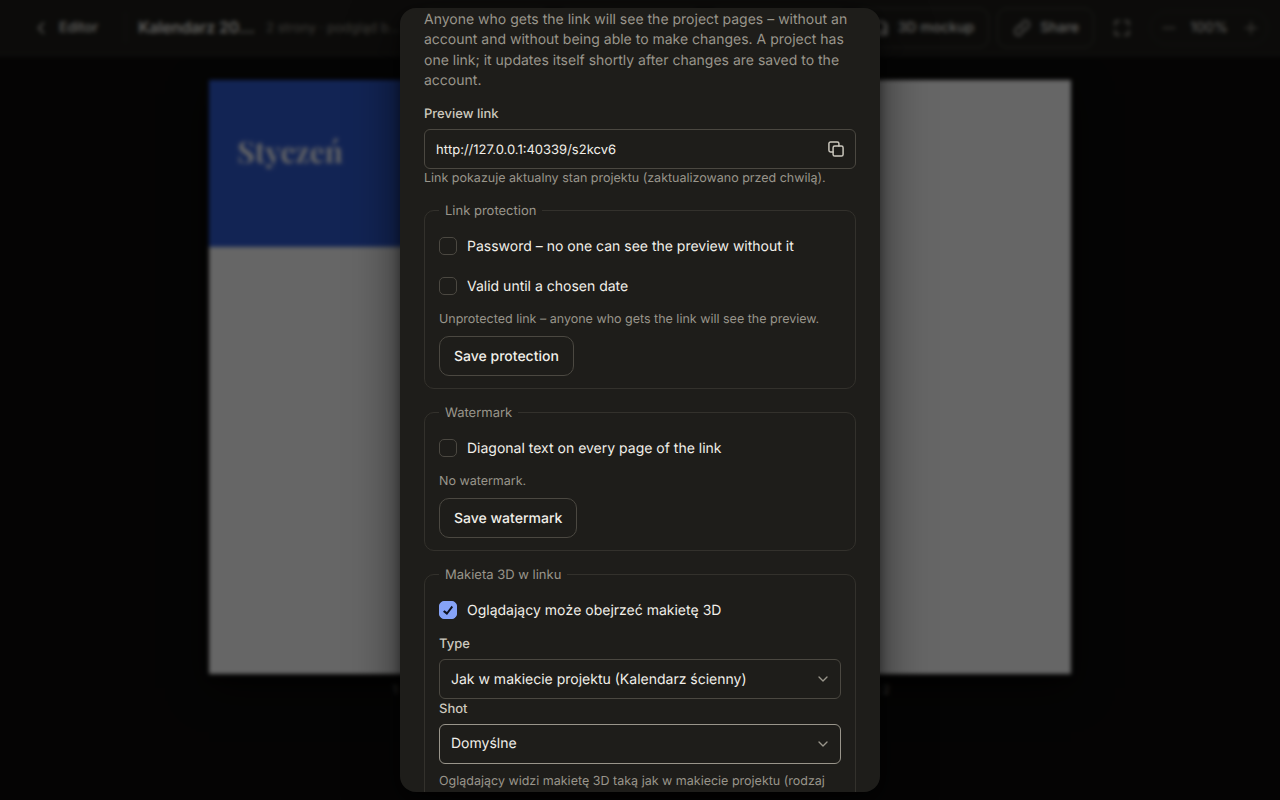 Editor
Kalendarz 20...
3D mockup
Share
100%
Styczeń
Anyone who gets the link will see the project pages – without an
account and without being able to make changes. A project has
one link; it updates itself shortly after changes are saved to the
account.
Preview link
http://127.0.0.1:40339/s2kcv6
Link pokazuje aktualny stan projektu (zaktualizowano przed chwilą).
Link protection
Password – no one can see the preview without it
Valid until a chosen date
Unprotected link – anyone who gets the link will see the preview.
Save protection
Watermark
Diagonal text on every page of the link
No watermark.
Save watermark
Makieta 3D w linku
Oglądający może obejrzeć makietę 3D
Type
Jak w makiecie projektu (Kalendarz ścienny)
Shot
Domyślne
Oglądający widzi makietę 3D taką jak w makiecie projektu (rodzaj